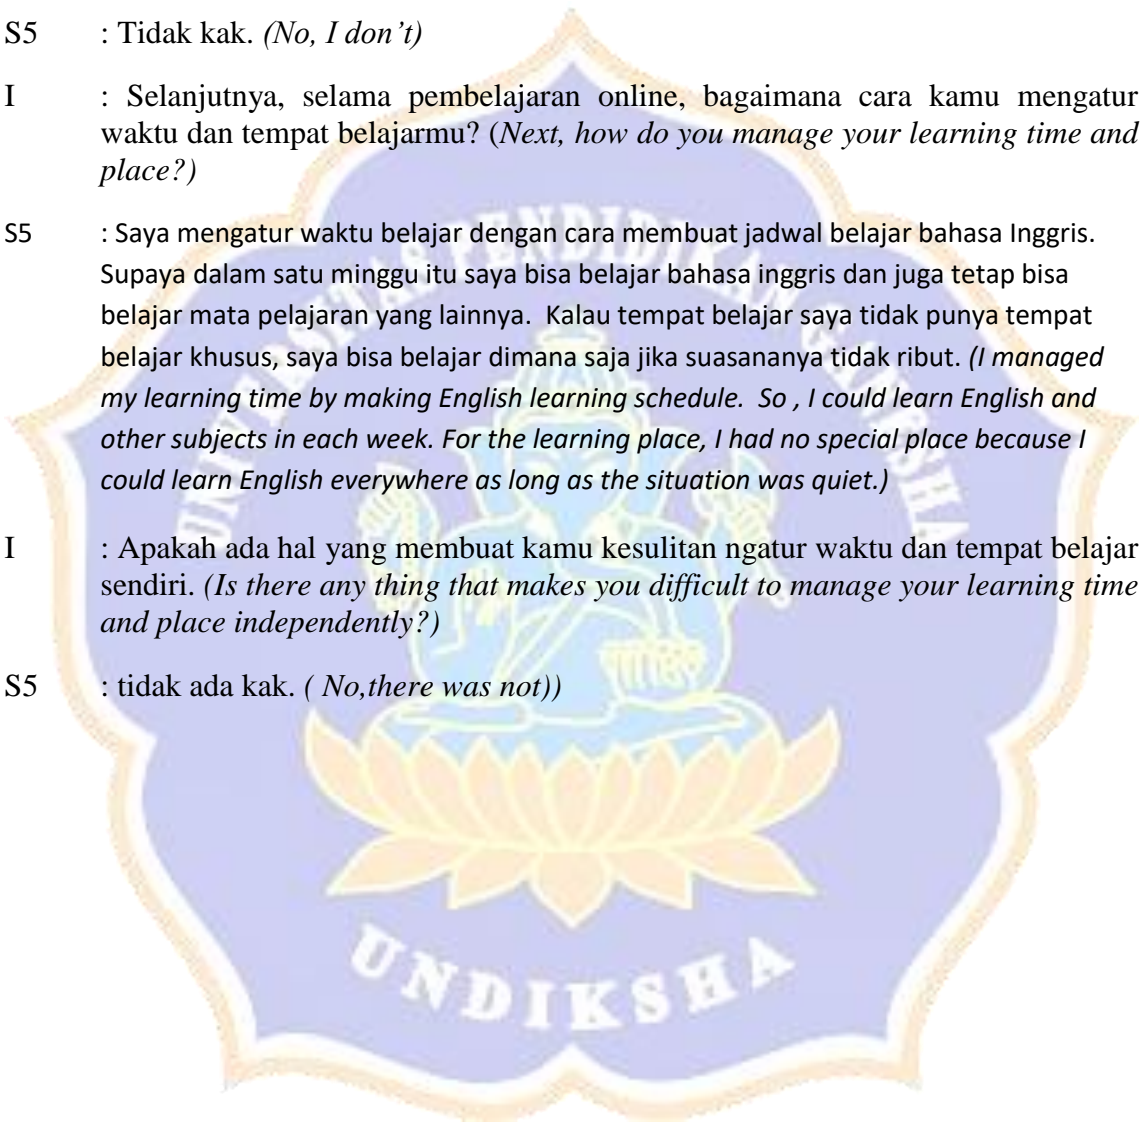 S5 : Tidak kak. (No, I don’t)
I : Selanjutnya, selama pembelajaran online, bagaimana cara kamu mengatur
waktu dan tempat belajarmu? (Next, how do you manage your learning time and
place?)
S5 : Saya mengatur waktu belajar dengan cara membuat jadwal belajar bahasa Inggris.
Supaya dalam satu minggu itu saya bisa belajar bahasa inggris dan juga tetap bisa
belajar mata pelajaran yang lainnya. Kalau tempat belajar saya tidak punya tempat
belajar khusus, saya bisa belajar dimana saja jika suasananya tidak ribut. (I managed
my learning time by making English learning schedule. So , I could learn English and
other subjects in each week. For the learning place, I had no special place because I
could learn English everywhere as long as the situation was quiet.)
I : Apakah ada hal yang membuat kamu kesulitan ngatur waktu dan tempat belajar
sendiri. (Is there any thing that makes you difficult to manage your learning time
and place independently?)
S5 : tidak ada kak. ( No,there was not))
UNIVERSITAS PENDIDIKAN GANESHA
UNDIKSHA